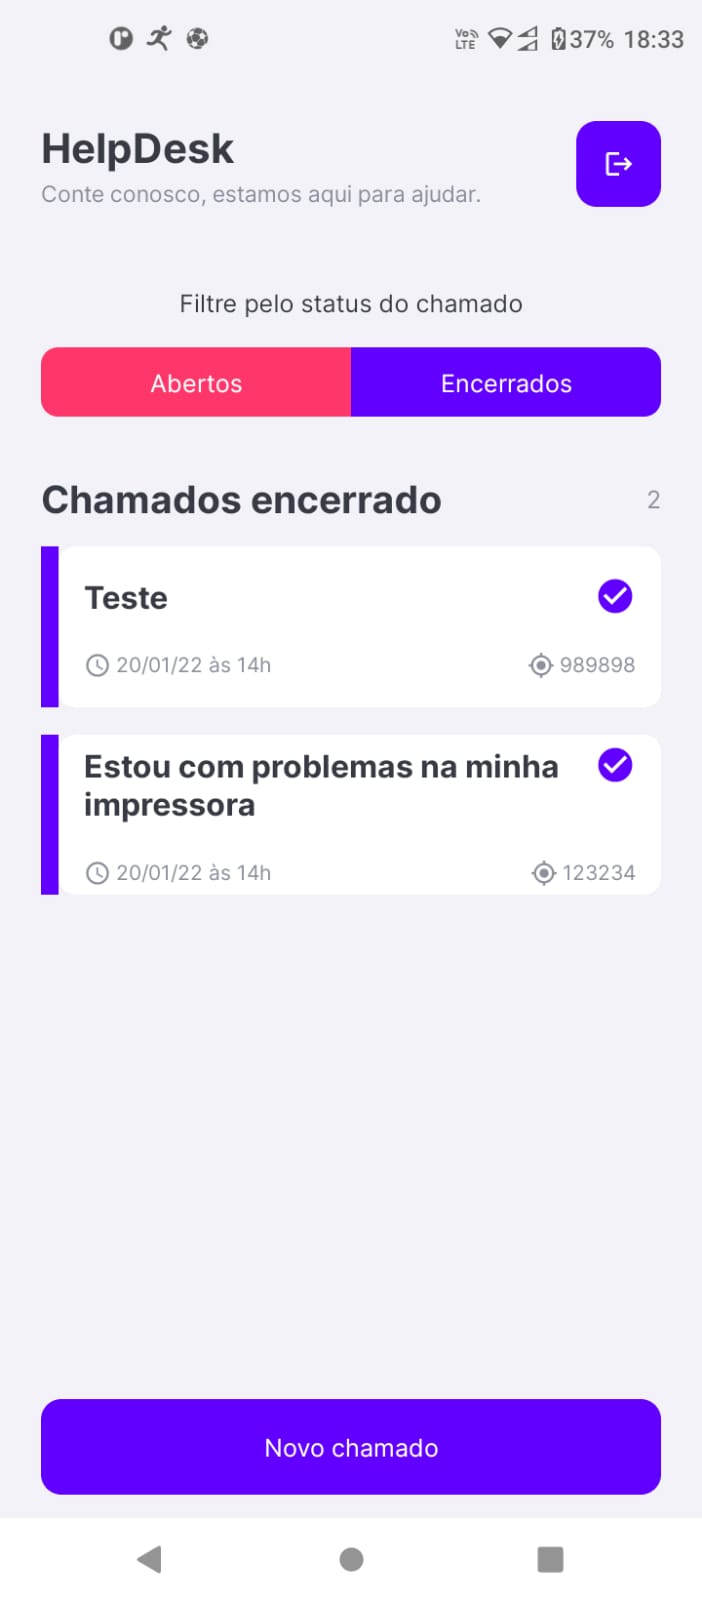 Vo LTE 37% 18:33
HelpDesk
Conte conosco, estamos aqui para ajudar.
Filtre pelo status do chamado
Abertos Encerrados
Chamados encerrado 2
Teste
20/01/22 às 14h 989898
Estou com problemas na minha
impressora
20/01/22 às 14h 123234
Novo chamado